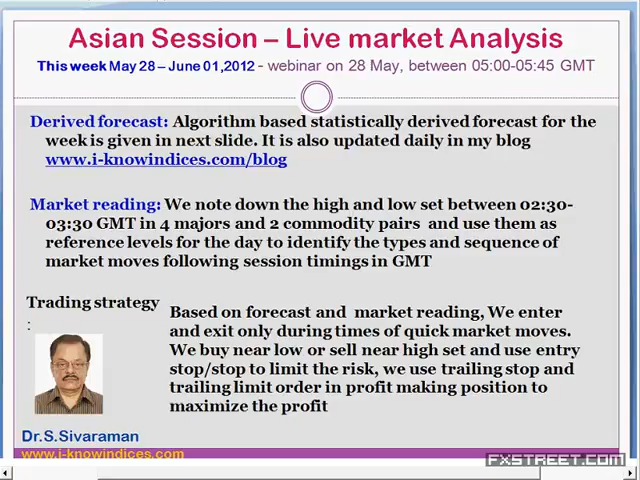 Asian Session – Live market Analysis
This week May 28 – June 01,2012 - webinar on 28 May, between 05:00-05:45 GMT
Derived forecast: Algorithm based statistically derived forecast for the
week is given in next slide. It is also updated daily in my blog
www.i-knowindices.com/blog
Market reading: We note down the high and low set between 02:30-
03:30 GMT in 4 majors and 2 commodity pairs and use them as
reference levels for the day to identify the types and sequence of
market moves following session timings in GMT
Trading strategy
:
Based on forecast and market reading, We enter
and exit only during times of quick market moves.
We buy near low or sell near high set and use entry
stop/stop to limit the risk, we use trailing stop and
trailing limit order in profit making position to
maximize the profit
Dr.S.Sivaraman
www.i-knowindices.com
FXSTREET.COM